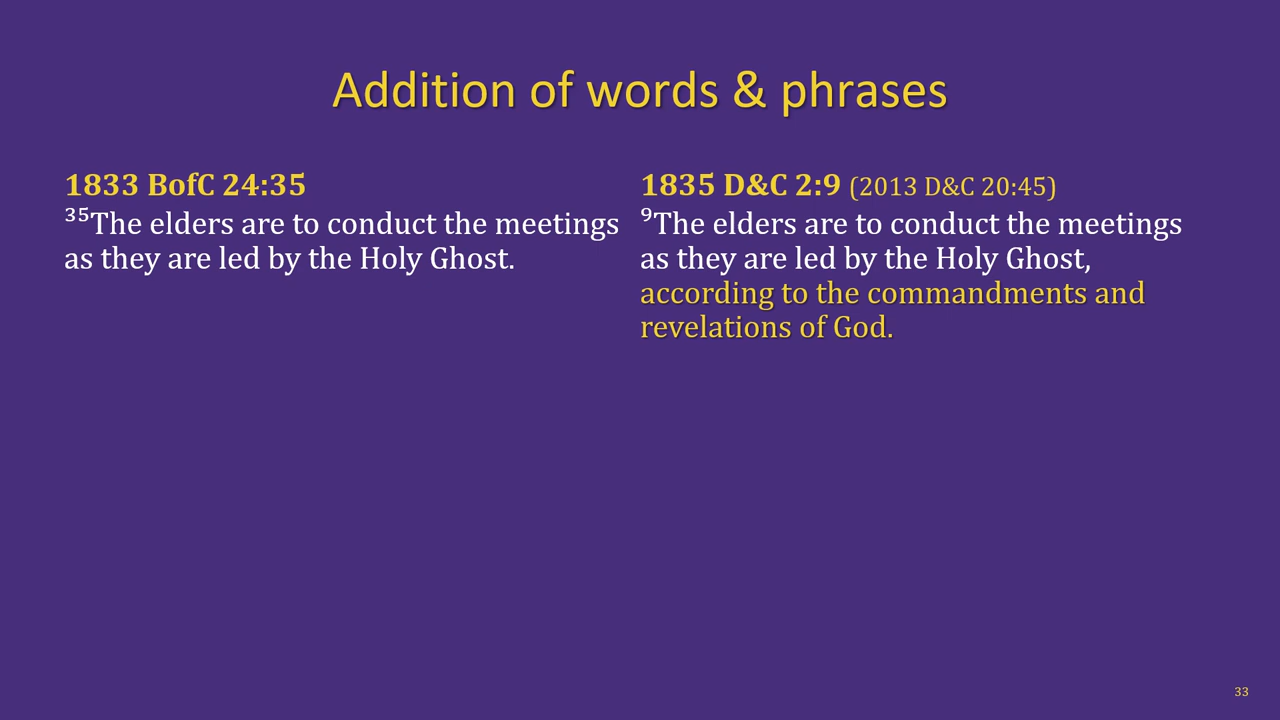 Addition of words & phrases
1833 BofC 24:35
³⁵The elders are to conduct the meetings
as they are led by the Holy Ghost.
1835 D&C 2:9 (2013 D&C 20:45)
⁹The elders are to conduct the meetings
as they are led by the Holy Ghost,
according to the commandments and
revelations of God.
33